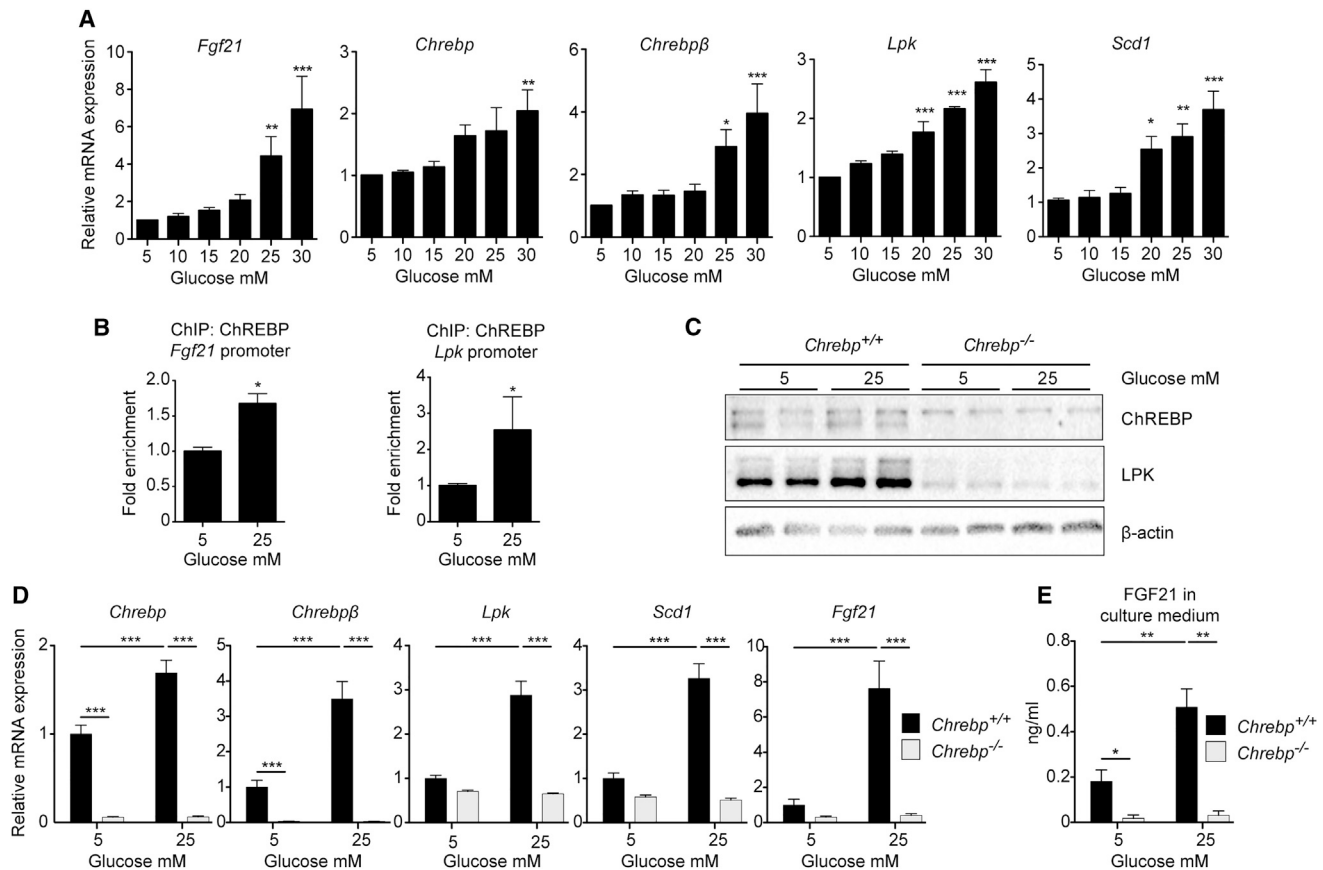 A
Fgf21
Chrebp
Chrebpβ
Lpk
Scd1
Relative mRNA expression
10
8
6
4
2
0
** ***
5 10 15 20 25 30
Glucose mM
3
2
1
0
**
5 10 15 20 25 30
Glucose mM
6
4
2
0
* ***
5 10 15 20 25 30
Glucose mM
3
2
1
0
*** *** ***
5 10 15 20 25 30
Glucose mM
5
4
3
2
1
0
* ** ***
5 10 15 20 25 30
Glucose mM
B
ChIP: ChREBP
Fgf21 promoter
Fold enrichment
2.0
1.5
1.0
0.5
0
*
5 25
Glucose mM
ChIP: ChREBP
Lpk promoter
Fold enrichment
4
3
2
1
0
*
5 25
Glucose mM
C
Chrebp+/+ Chrebp-/-
5 25 5 25 Glucose mM
ChREBP
LPK
β-actin
D
Relative mRNA expression
Chrebp
2
1
0
*** ***
***
5 25
Glucose mM
Chrebpβ
5
4
3
2
1
0
*** ***
***
5 25
Glucose mM
Lpk
4
3
2
1
0
*** ***
5 25
Glucose mM
Scd1
4
3
2
1
0
*** ***
5 25
Glucose mM
Fgf21
10
8
6
4
2
0
*** ***
5 25
Glucose mM
Chrebp+/+
Chrebp-/-
E
FGF21 in
culture medium
ng/ml
0.8
0.6
0.4
0.2
0
** **
*
5 25
Glucose mM
Chrebp+/+
Chrebp-/-